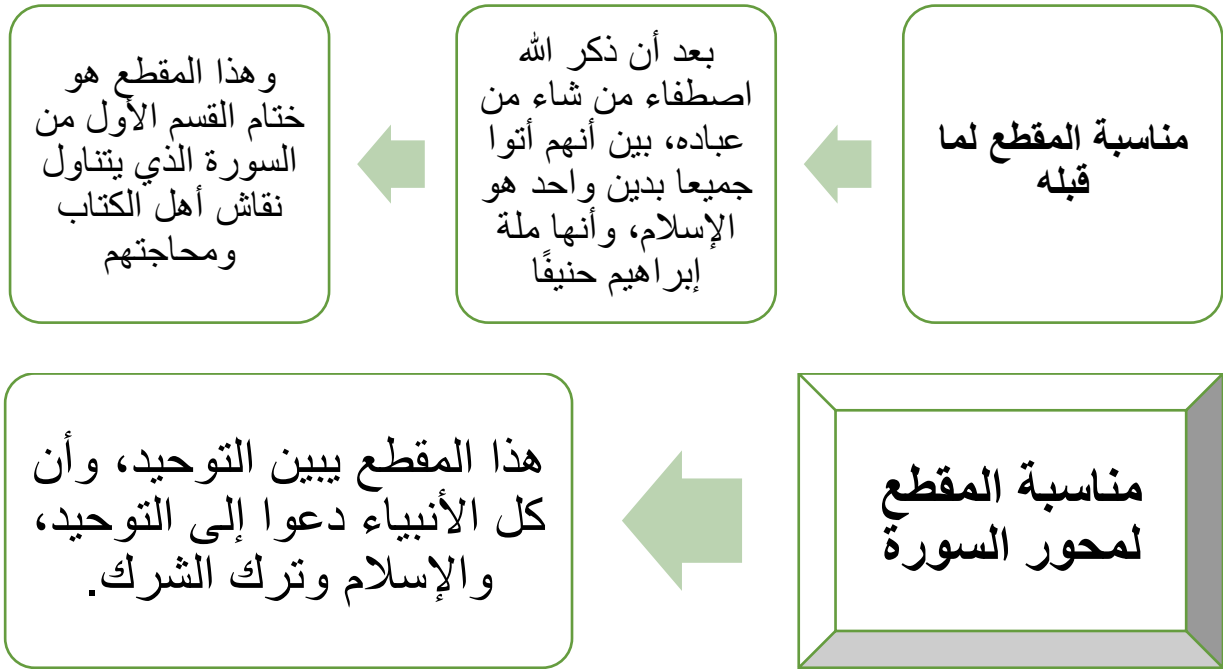 مناسبة المقطع لما
قبله
بعد أن ذكر الله
اصطفاء من شاء من
عباده، بين أنهم أتوا
جميعا بدين واحد هو
الإسلام، وأنها ملة
إبراهيم حنيفًا
وهذا المقطع هو
ختام القسم الأول من
السورة الذي يتناول
نقاش أهل الكتاب
ومحاجتهم
مناسبة المقطع
لمحور السورة
هذا المقطع يبين التوحيد، وأن
كل الأنبياء دعوا إلى التوحيد،
والإسلام وترك الشرك.